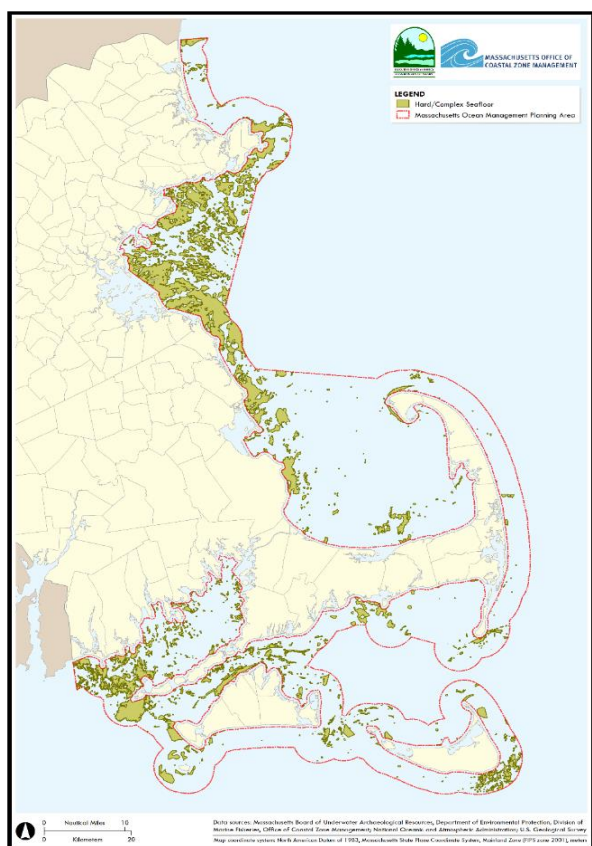 MASSACHUSETTS OFFICE OF
COASTAL ZONE MANAGEMENT
LEGEND
Hard/Complex Seafloor
Massachusetts Ocean Management Planning Area
0 Nautical Miles 10
0 Kilometers 20
Data sources: Massachusetts Board of Underwater Archaeological Resources, Department of Environmental Protection, Division of
Marine Fisheries, Office of Coastal Zone Management; National Oceanic and Atmospheric Administration; U.S. Geological Survey
Map coordinate system: North American Datum of 1983, Massachusetts State Plane Coordinate System, Mainland Zone (FIPS zone 2001), meters